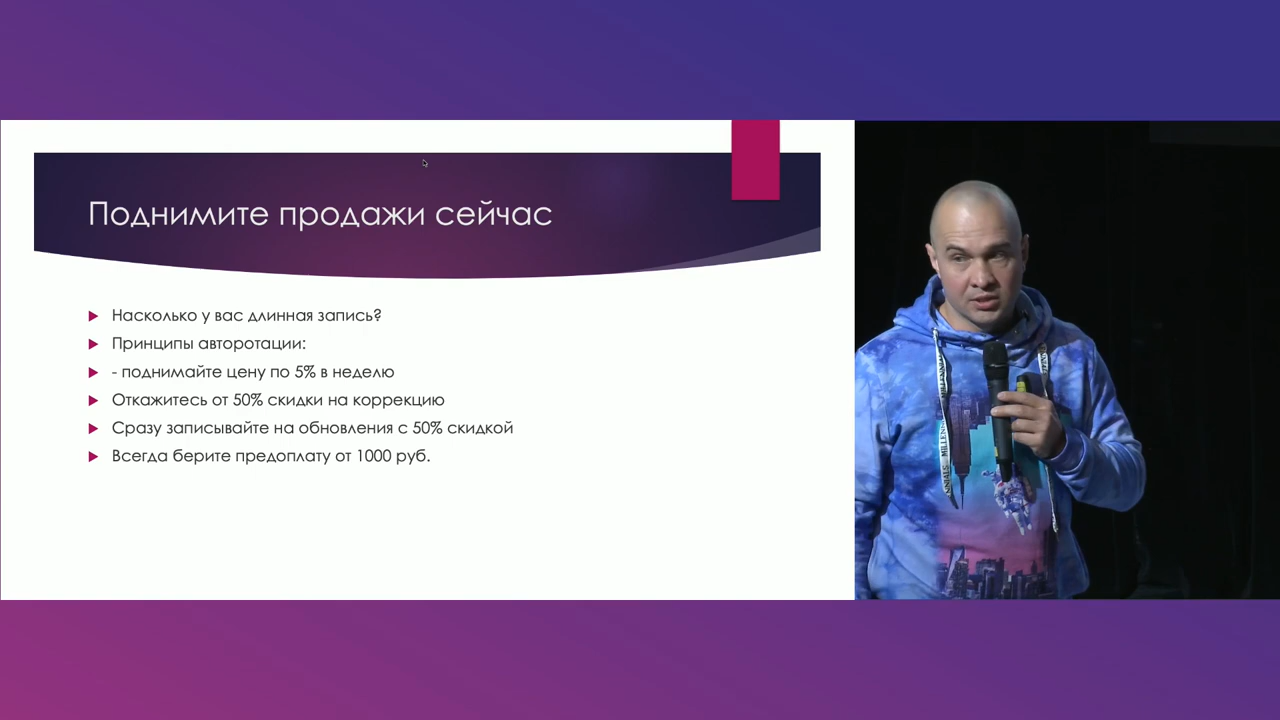 Поднимите продажи сейчас
Насколько у вас длинная запись?
Принципы авторотации:
- поднимайте цену по 5% в неделю
Откажитесь от 50% скидки на коррекцию
Сразу записывайте на обновления с 50% скидкой
Всегда берите предоплату от 1000 руб.